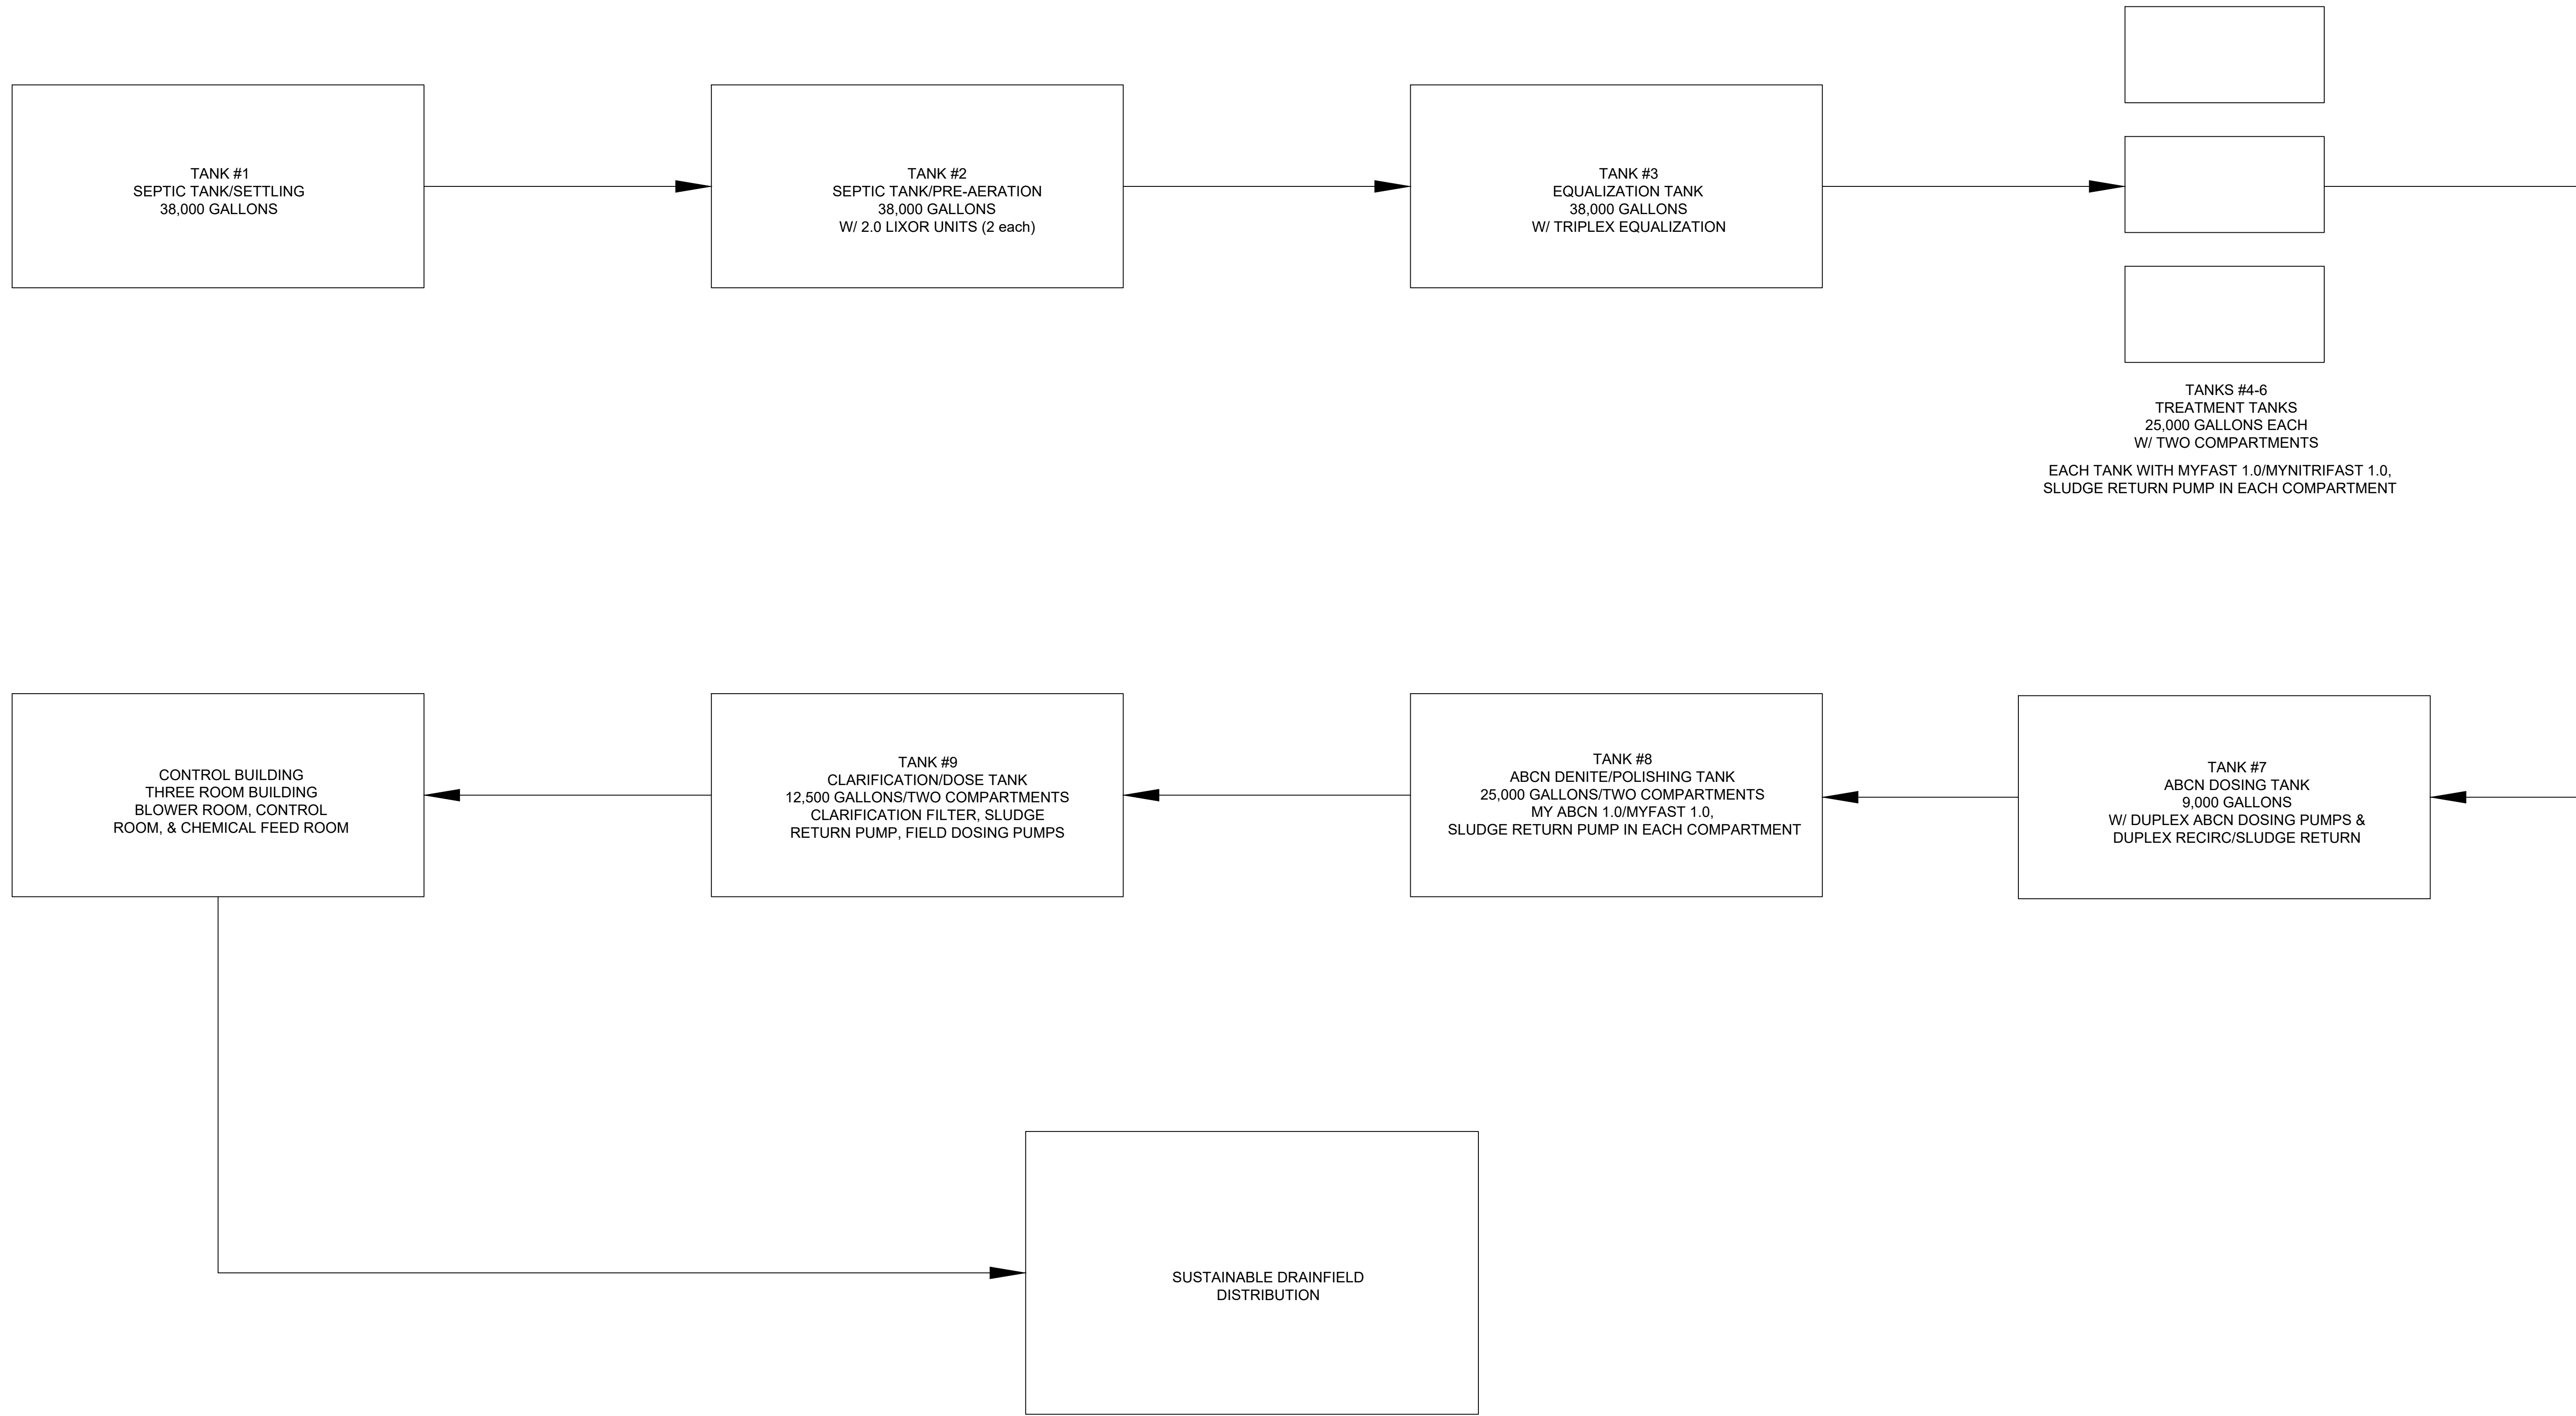 TANK #1
SEPTIC TANK/SETTLING
38,000 GALLONS
TANK #2
SEPTIC TANK/PRE-AERATION
38,000 GALLONS
W/ 2.0 LIXOR UNITS (2 each)
TANK #3
EQUALIZATION TANK
38,000 GALLONS
W/ TRIPLEX EQUALIZATION
TANKS #4-6
TREATMENT TANKS
25,000 GALLONS EACH
W/ TWO COMPARTMENTS
EACH TANK WITH MYFAST 1.0/MYNITRIFAST 1.0,
SLUDGE RETURN PUMP IN EACH COMPARTMENT
CONTROL BUILDING
THREE ROOM BUILDING
BLOWER ROOM, CONTROL
ROOM, & CHEMICAL FEED ROOM
TANK #9
CLARIFICATION/DOSE TANK
12,500 GALLONS/TWO COMPARTMENTS
CLARIFICATION FILTER, SLUDGE
RETURN PUMP, FIELD DOSING PUMPS
TANK #8
ABCN DENITE/POLISHING TANK
25,000 GALLONS/TWO COMPARTMENTS
MY ABCN 1.0/MYFAST 1.0,
SLUDGE RETURN PUMP IN EACH COMPARTMENT
TANK #7
ABCN DOSING TANK
9,000 GALLONS
W/ DUPLEX ABCN DOSING PUMPS &
DUPLEX RECIRC/SLUDGE RETURN
SUSTAINABLE DRAINFIELD
DISTRIBUTION